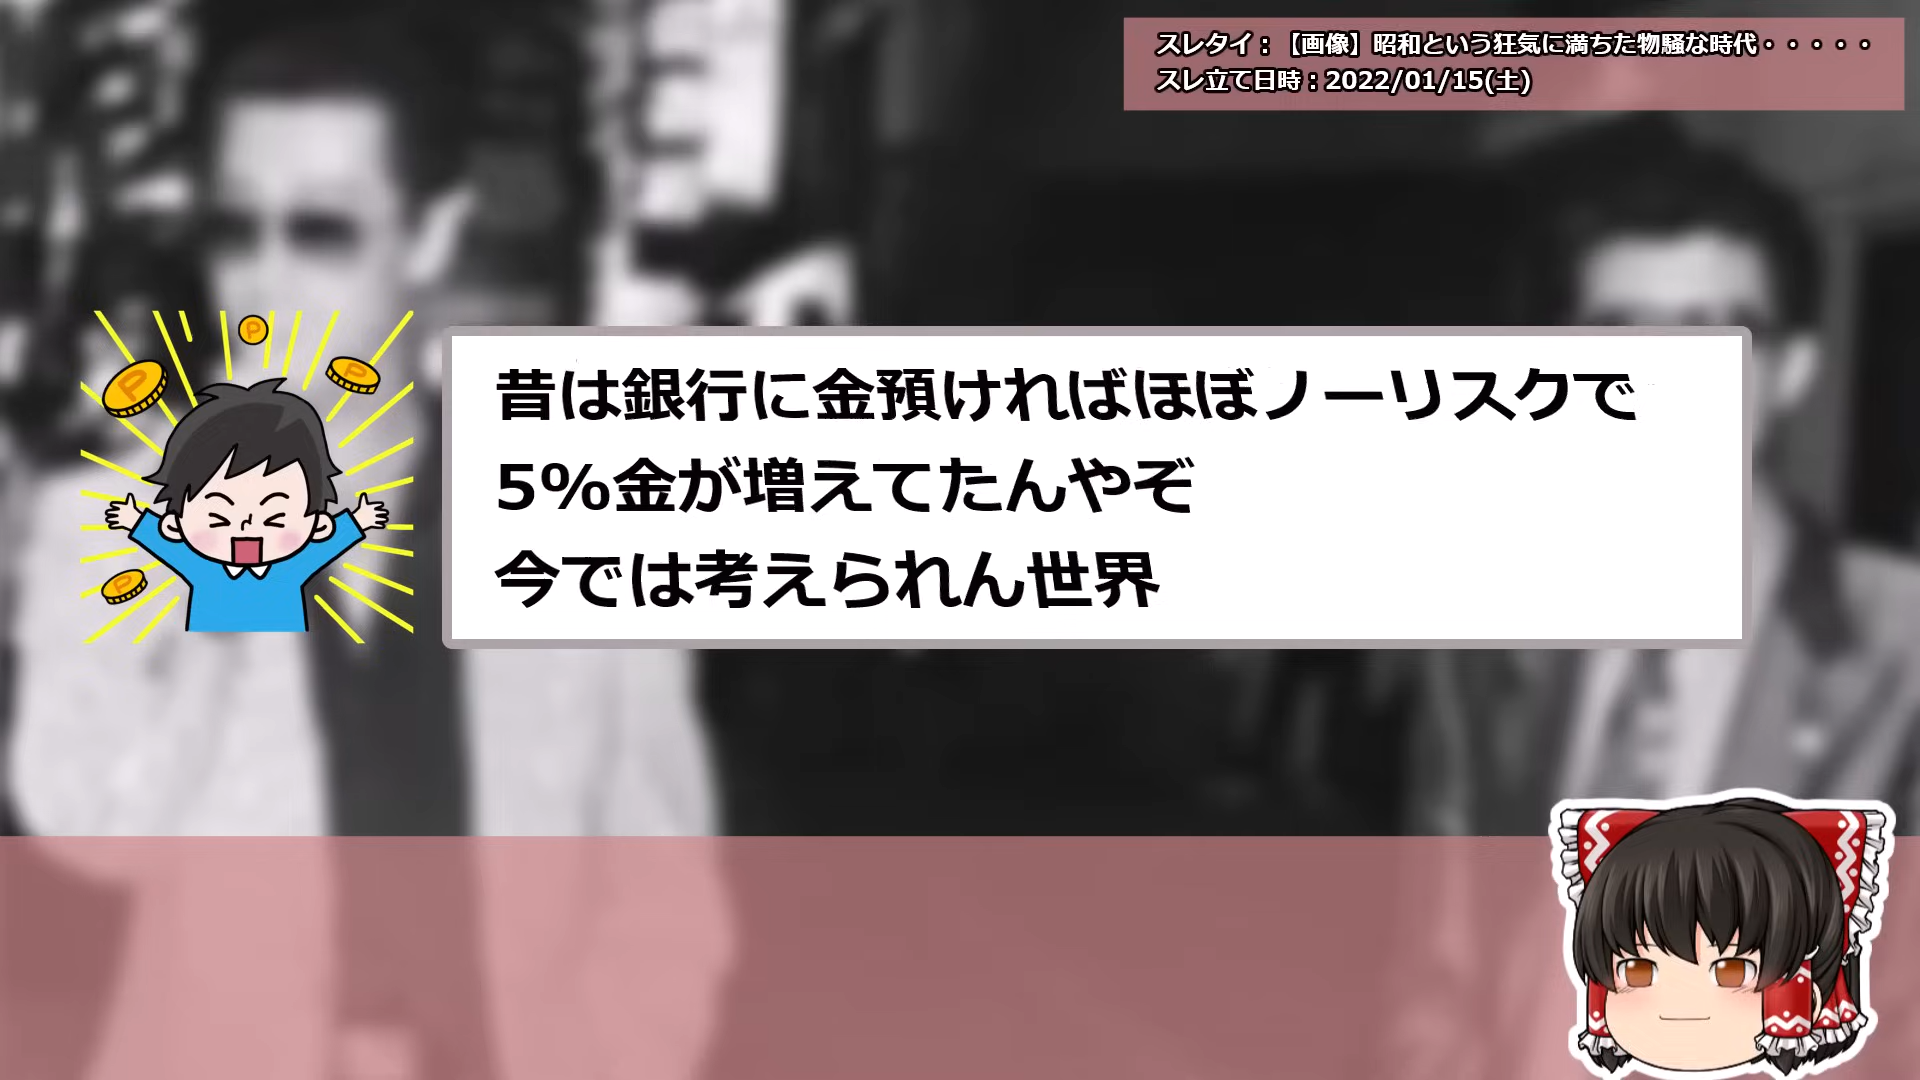 スレタイ：【画像】昭和という狂気に満ちた物騒な時代・・・・・
スレ立て日時：2022/01/15(土)
P
P
P
P
昔は銀行に金預ければほぼノーリスクで
5%金が増えてたんやぞ
今では考えられん世界